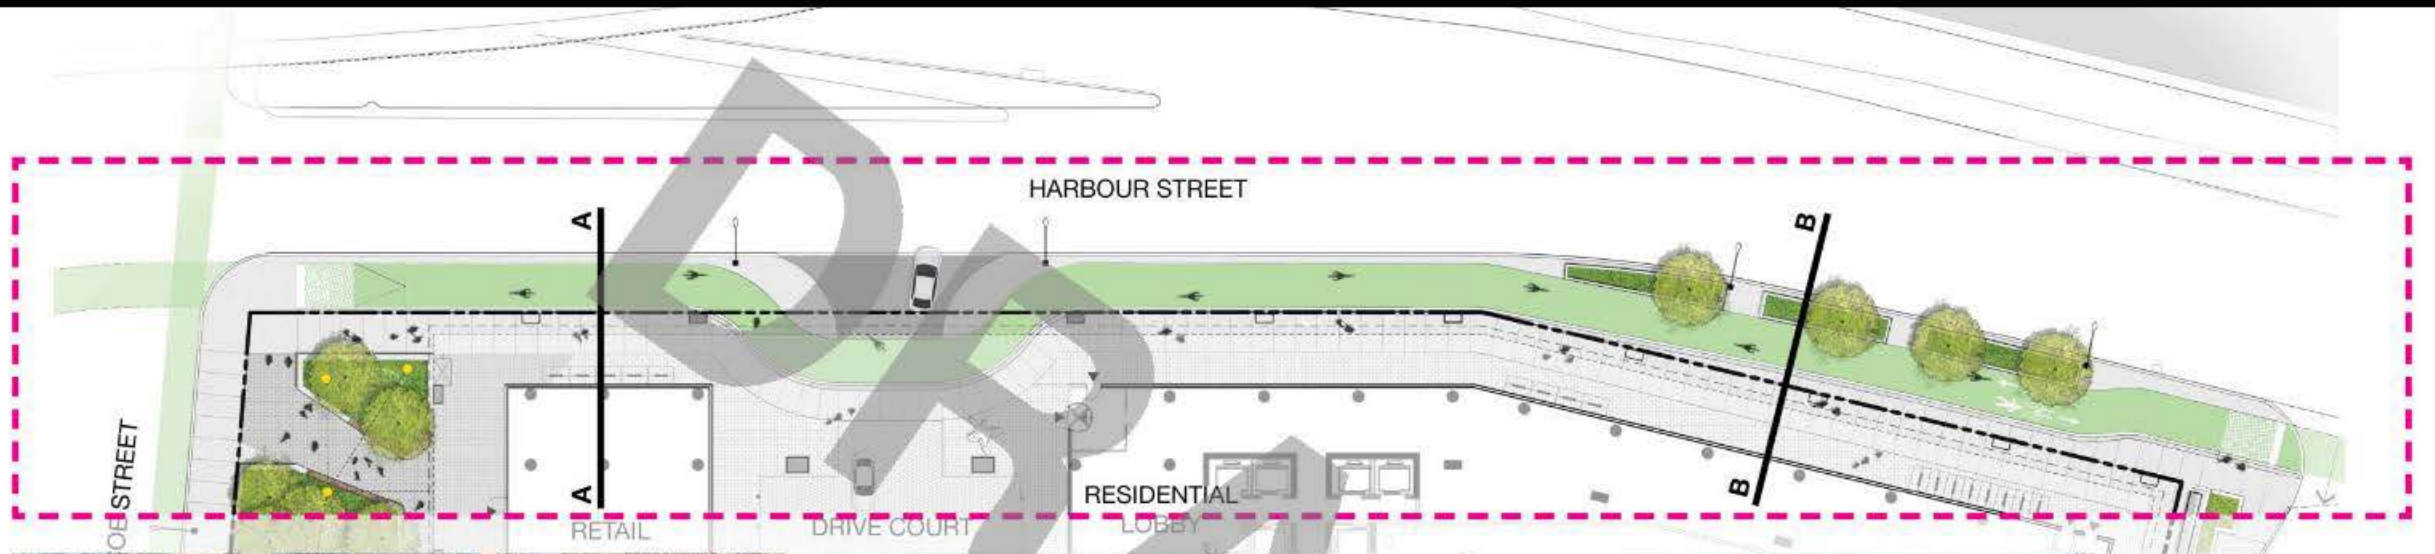 HARBOUR STREET
A
B
A
B
STREET
RESIDENTIAL
LOBBY
RETAIL
DRIVE COURT